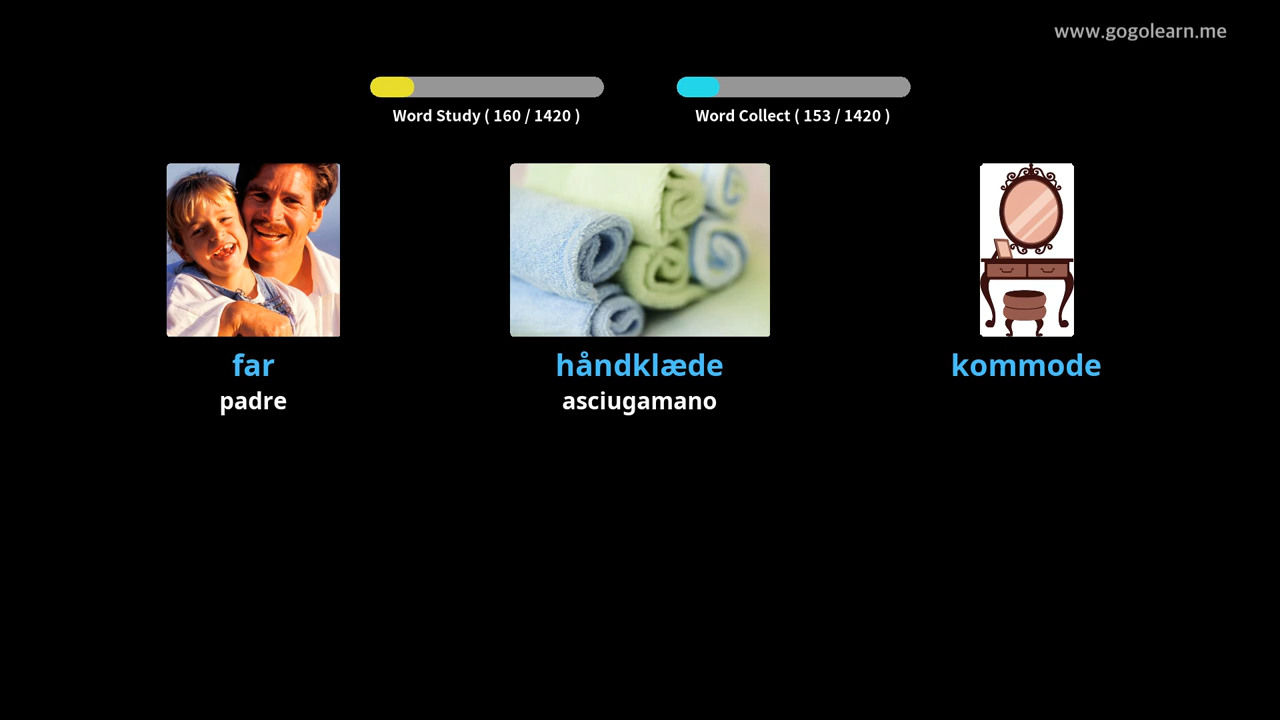 www.gogolearn.me
Word Study ( 160 / 1420 )
Word Collect ( 153 / 1420 )
far
håndklæde
kommode
padre
asciugamano